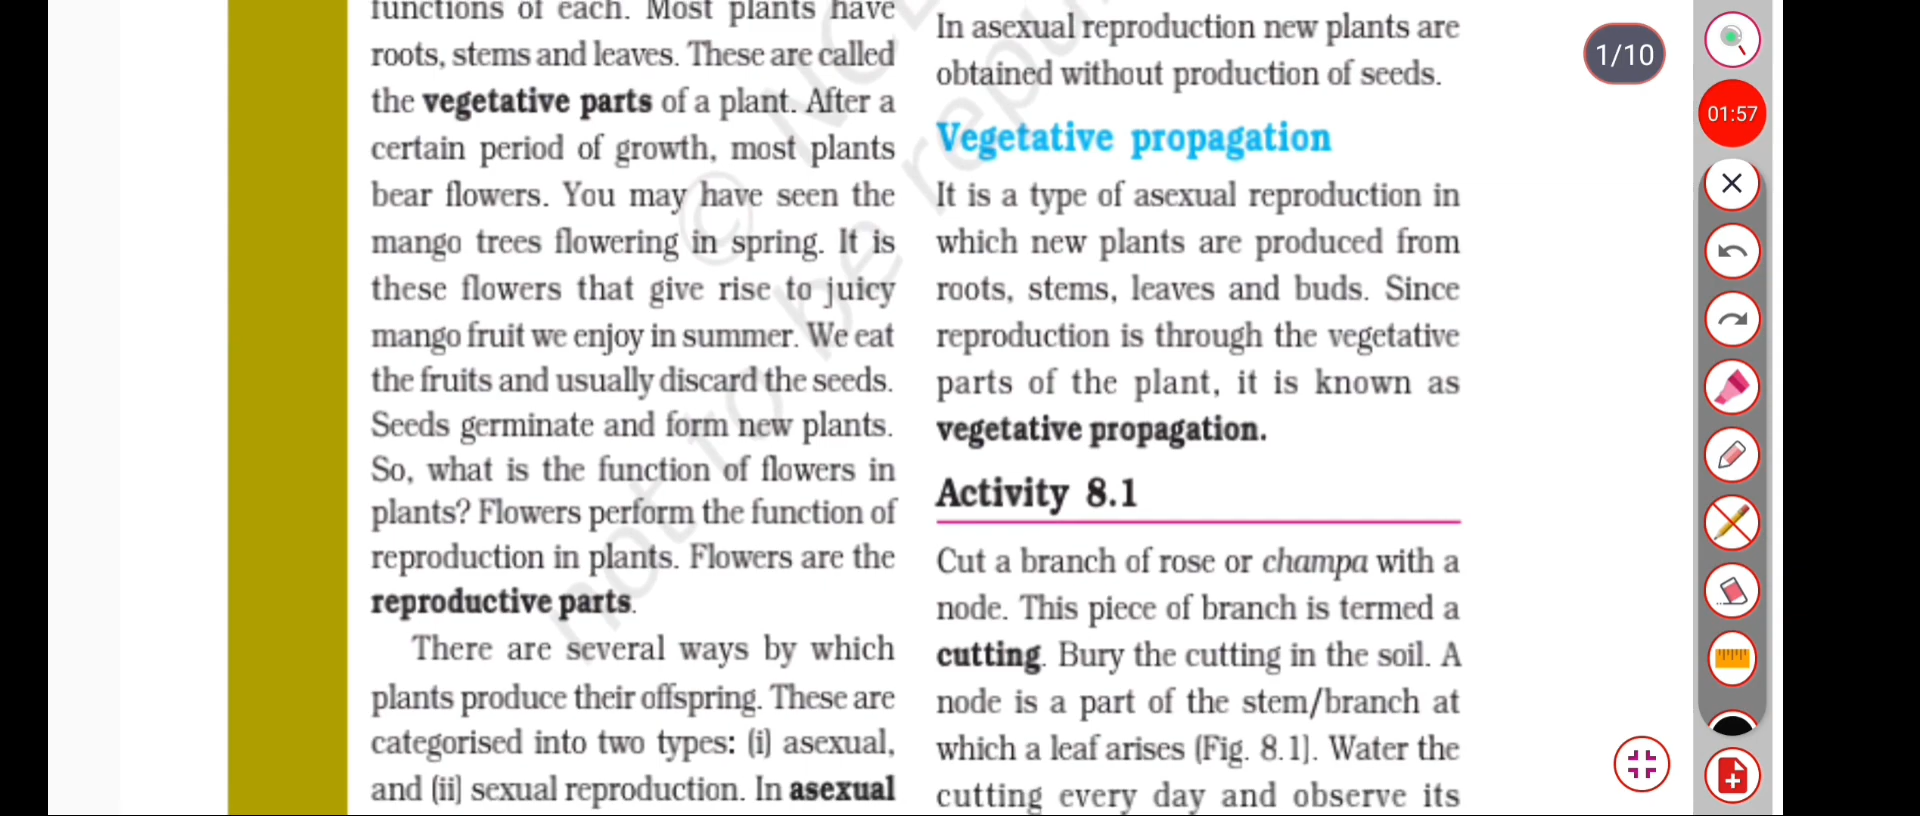 functions of each. Most plants have
roots, stems and leaves. These are called
the vegetative parts of a plant. After a
certain period of growth, most plants
bear flowers. You may have seen the
mango trees flowering in spring. It is
these flowers that give rise to juicy
mango fruit we enjoy in summer. We eat
the fruits and usually discard the seeds.
Seeds germinate and form new plants.
So, what is the function of flowers in
plants? Flowers perform the function of
reproduction in plants. Flowers are the
reproductive parts.
There are several ways by which
plants produce their offspring. These are
categorised into two types: (i) asexual,
and (ii) sexual reproduction. In asexual
In asexual reproduction new plants are
obtained without production of seeds.
Vegetative propagation
It is a type of asexual reproduction in
which new plants are produced from
roots, stems, leaves and buds. Since
reproduction is through the vegetative
parts of the plant, it is known as
vegetative propagation.
Activity 8.1
Cut a branch of rose or champa with a
node. This piece of branch is termed a
cutting. Bury the cutting in the soil. A
node is a part of the stem/branch at
which a leaf arises (Fig. 8.1]. Water the
cutting every day and observe its
1/10
01:57
not to be